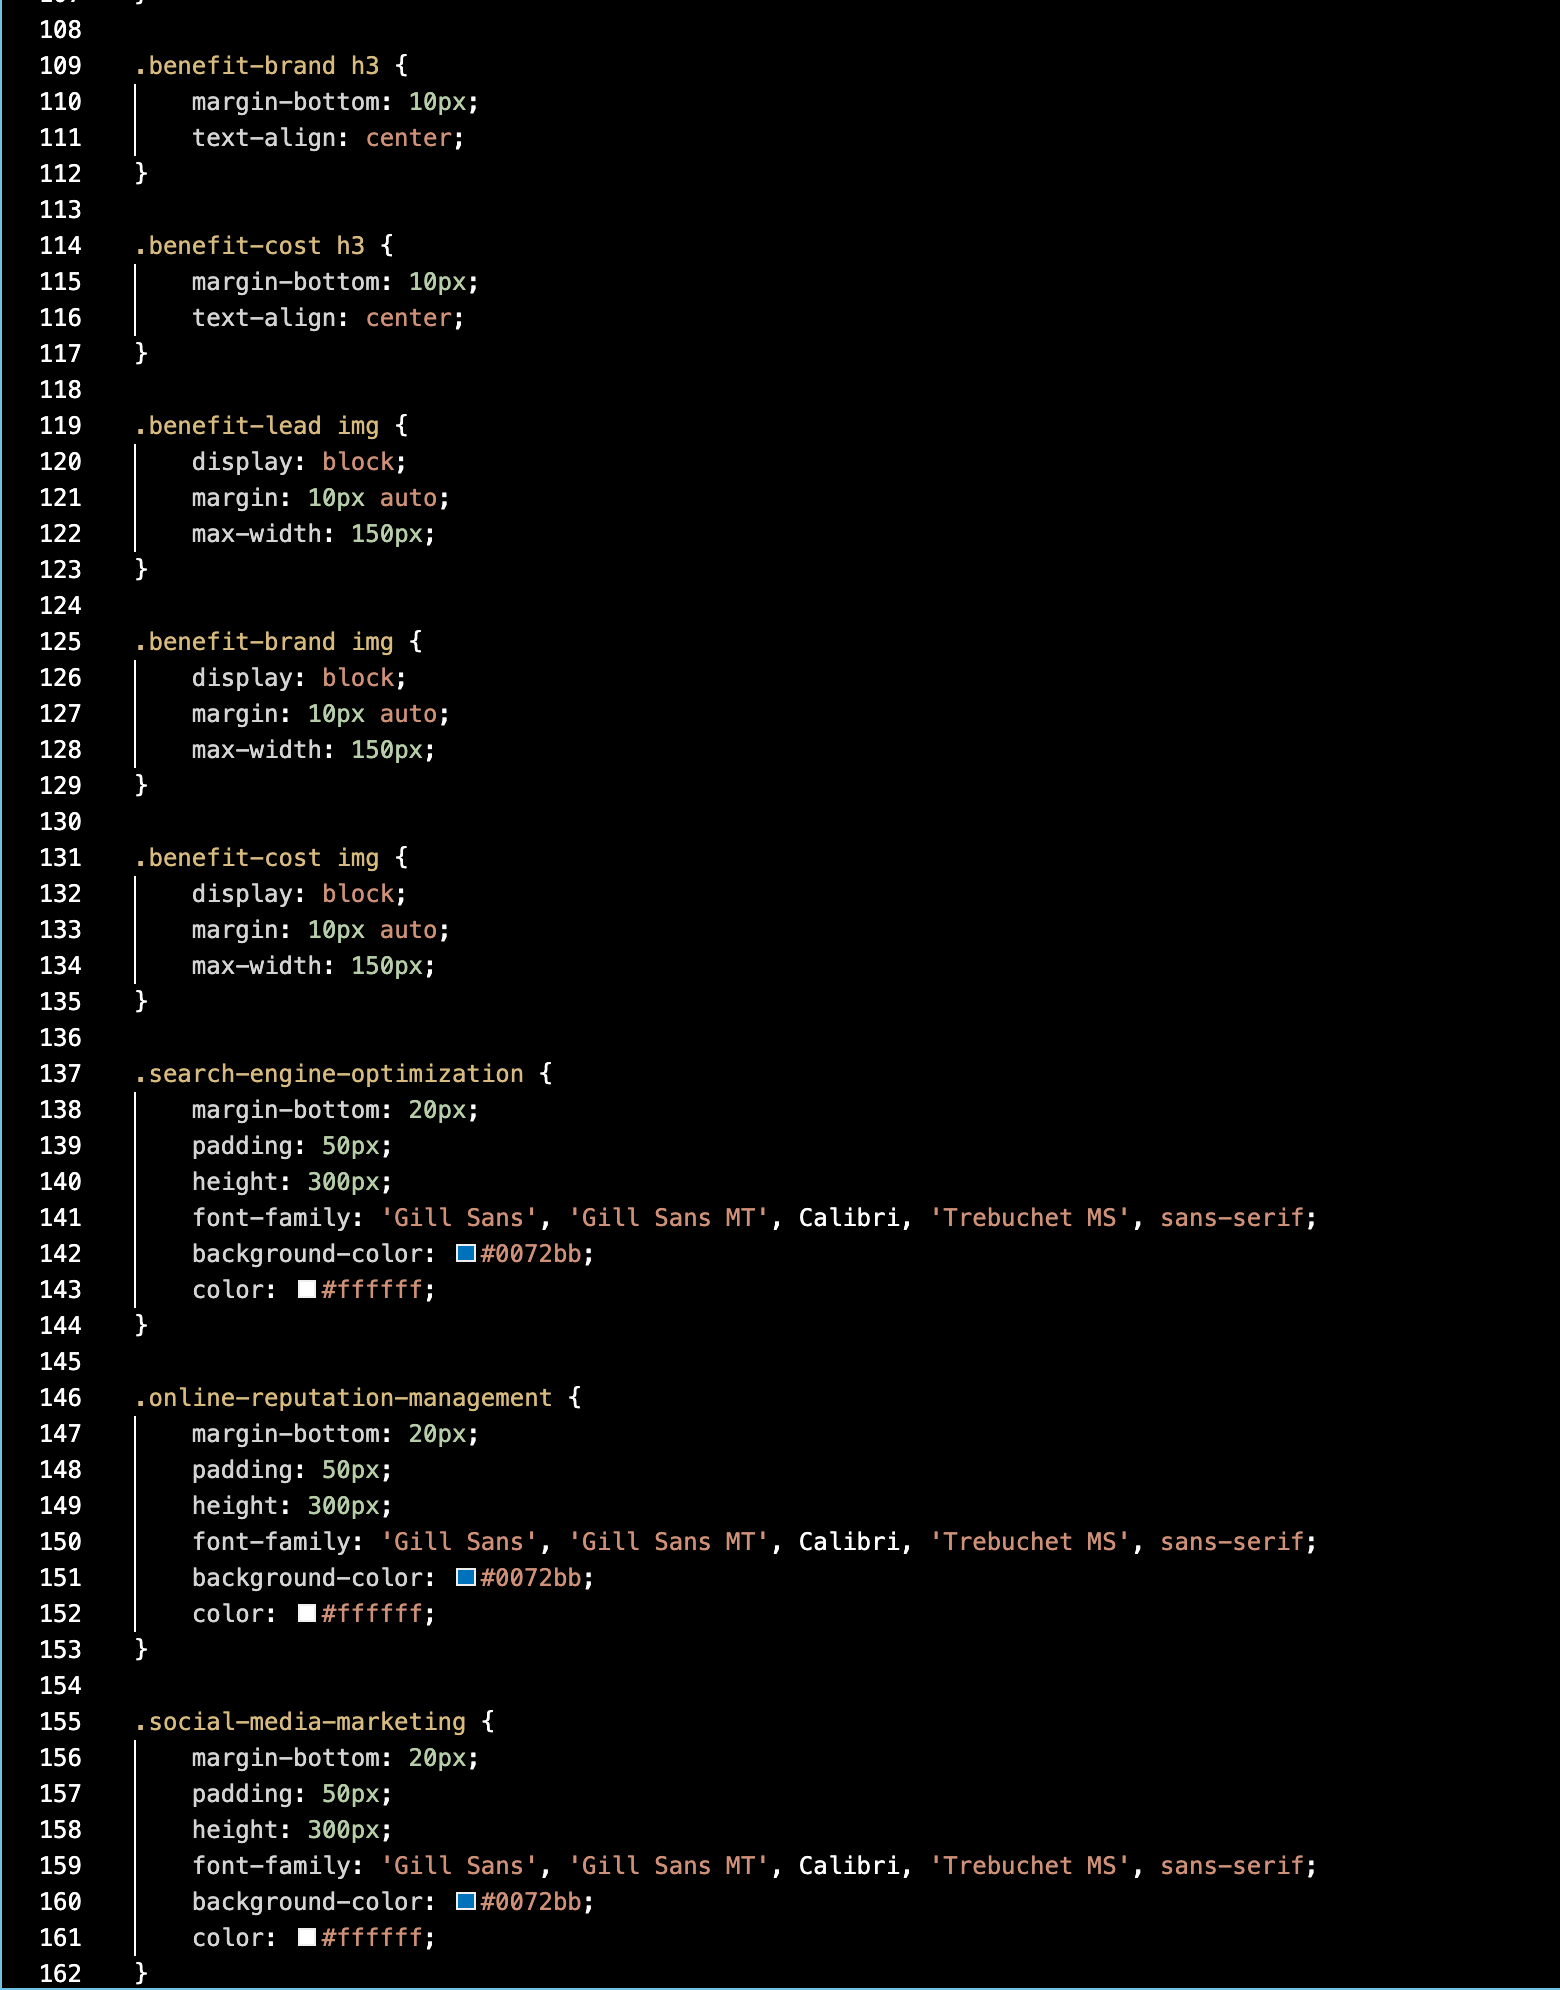 108
109 .benefit-brand h3 {
110     margin-bottom: 10px;
111     text-align: center;
112 }
113
114 .benefit-cost h3 {
115     margin-bottom: 10px;
116     text-align: center;
117 }
118
119 .benefit-lead img {
120     display: block;
121     margin: 10px auto;
122     max-width: 150px;
123 }
124
125 .benefit-brand img {
126     display: block;
127     margin: 10px auto;
128     max-width: 150px;
129 }
130
131 .benefit-cost img {
132     display: block;
133     margin: 10px auto;
134     max-width: 150px;
135 }
136
137 .search-engine-optimization {
138     margin-bottom: 20px;
139     padding: 50px;
140     height: 300px;
141     font-family: 'Gill Sans', 'Gill Sans MT', Calibri, 'Trebuchet MS', sans-serif;
142     background-color: #0072bb;
143     color: #ffffff;
144 }
145
146 .online-reputation-management {
147     margin-bottom: 20px;
148     padding: 50px;
149     height: 300px;
150     font-family: 'Gill Sans', 'Gill Sans MT', Calibri, 'Trebuchet MS', sans-serif;
151     background-color: #0072bb;
152     color: #ffffff;
153 }
154
155 .social-media-marketing {
156     margin-bottom: 20px;
157     padding: 50px;
158     height: 300px;
159     font-family: 'Gill Sans', 'Gill Sans MT', Calibri, 'Trebuchet MS', sans-serif;
160     background-color: #0072bb;
161     color: #ffffff;
162 }